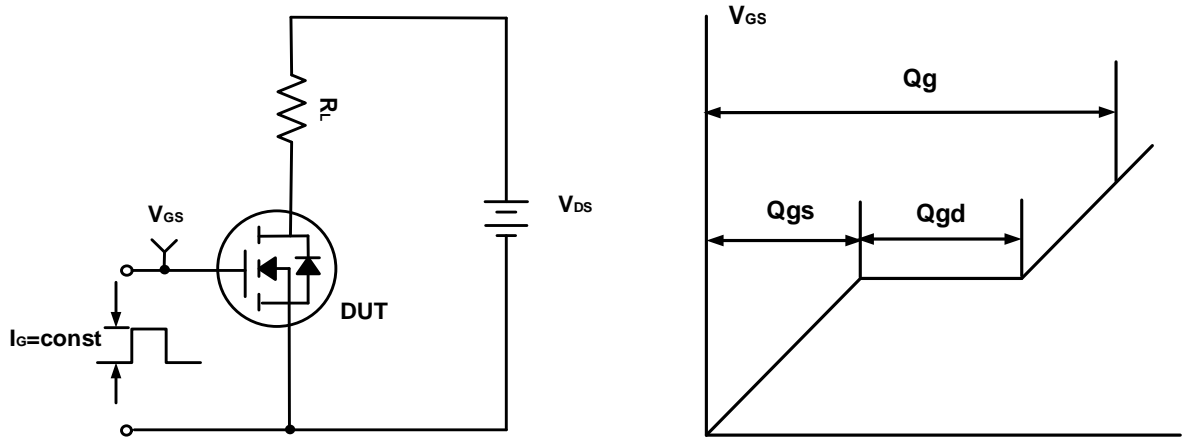 RL
VDS
VGS
DUT
IG=const
VGS
Qg
Qgs
Qgd